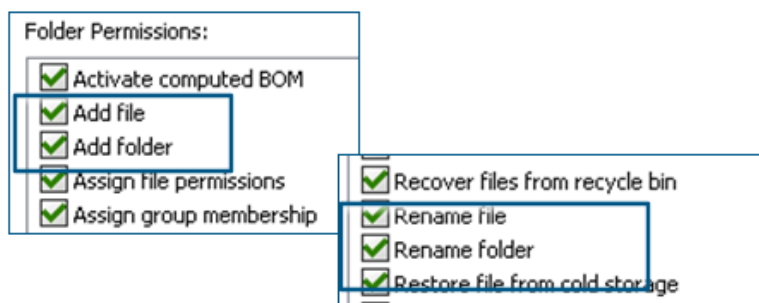 Folder Permissions:
Activate computed BOM
Add file
Add folder
Assign file permissions
Assign group membership
Recover files from recycle bin
Rename file
Rename folder
Restore file from cold storage